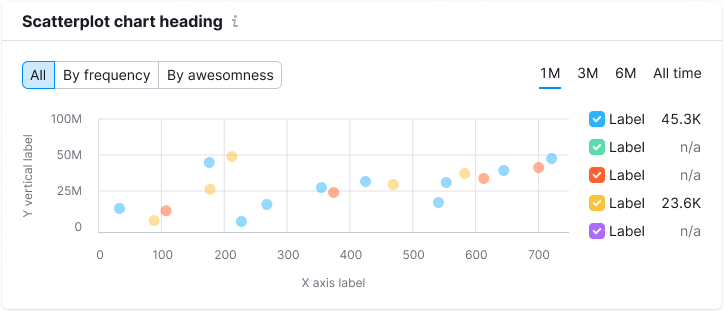 Scatterplot chart heading i
All By frequency By awesomness
1M 3M 6M All time
Y vertical label
100M
50M
25M
0
0 100 200 300 400 500 600 700
X axis label
Label 45.3K
Label n/a
Label n/a
Label 23.6K
Label n/a